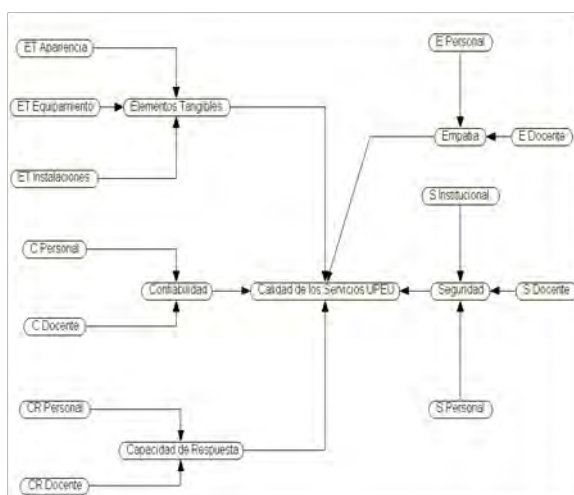 ET Apariencia
E Personal
ET Equipamiento
Elementos Tangibles
Empatia
E Docente
ET Instalaciones
S Institucional
C Personal
Confiabilidad
Calidad de los Servicios UPEU
Seguridad
S Docente
C Docente
CR Personal
S Personal
Capacidad de Respuesta
CR Docente